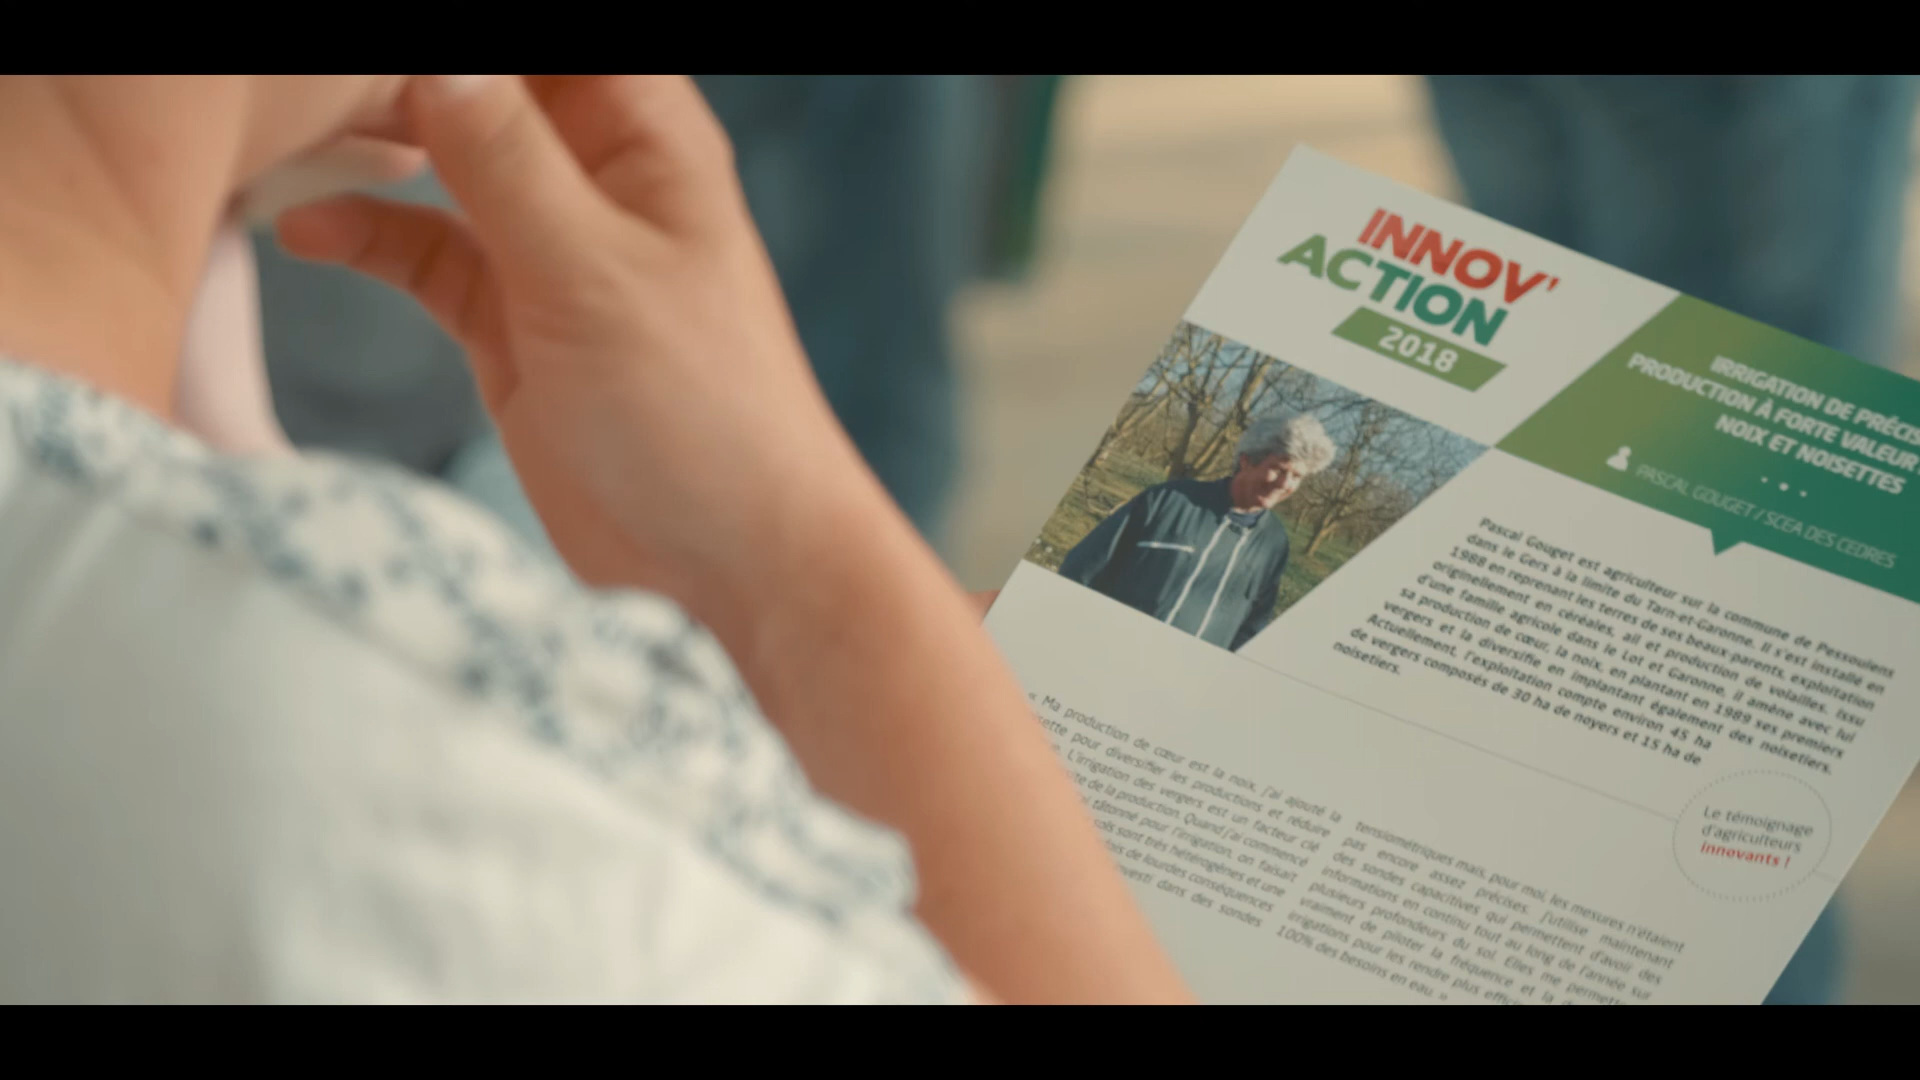 INNOV'
ACTION
2018
IRRIGATION DE
PRODUCTION À FORTE VALEUR
NOIX ET NOISETTES
PASCAL GOUGET / SCEA DES CEDRES
Pascal Gouget est agriculteur sur la commune de Pessoulens
dans le Gers à la limite du Tarn-et-Garonne. Il s'est installé en
1988 en reprenant les terres de ses beaux-parents, exploitation
originellement en céréales, ail et production de volailles. Issu
d'une famille agricole dans le Lot et Garonne, il amène avec lui
sa production de cœur, la noix, en plantant en 1989 ses premiers
vergers et la diversifie en implantant également des noisetiers.
Actuellement, l'exploitation compte environ 45 ha
de vergers composés de 30 ha de noyers et 15 ha de
noisetiers.
Le témoignage
d'agriculteurs
innovants !
« Ma production de cœur est la noix, j'ai ajouté la
pour diversifier les productions et réduire
L'irrigation des vergers est un facteur clé
de la production. Quand j'ai commencé
tâtonné pour l'irrigation, on faisait
sols sont très hétérogènes et une
de lourdes conséquences
dans des sondes
tensiométriques mais, pour moi, les mesures n'étaient
pas encore assez précises. J'utilise maintenant
des sondes capacitives qui permettent d'avoir des
informations en continu tout au long de l'année sur
plusieurs profondeurs du sol. Elles me
vraiment de piloter la fréquence et la
irrigations pour les rendre plus
100% des besoins en eau. »